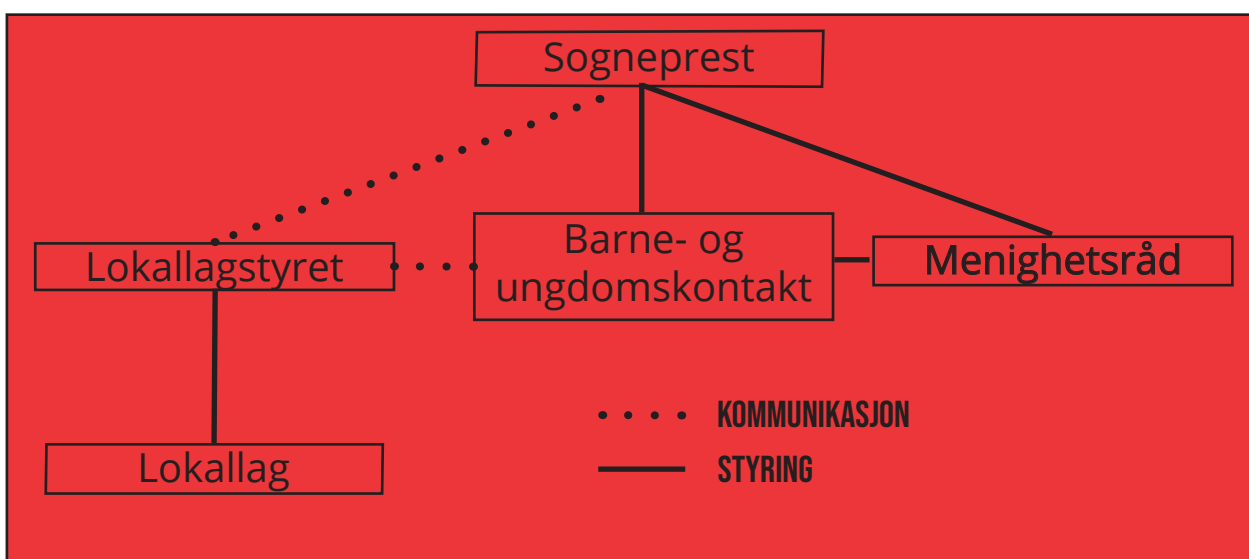 Sogneprest
Lokallagstyret
Barne- og
ungdomskontakt
Menighetsråd
Lokallag
KOMMUNIKASJON
STYRING